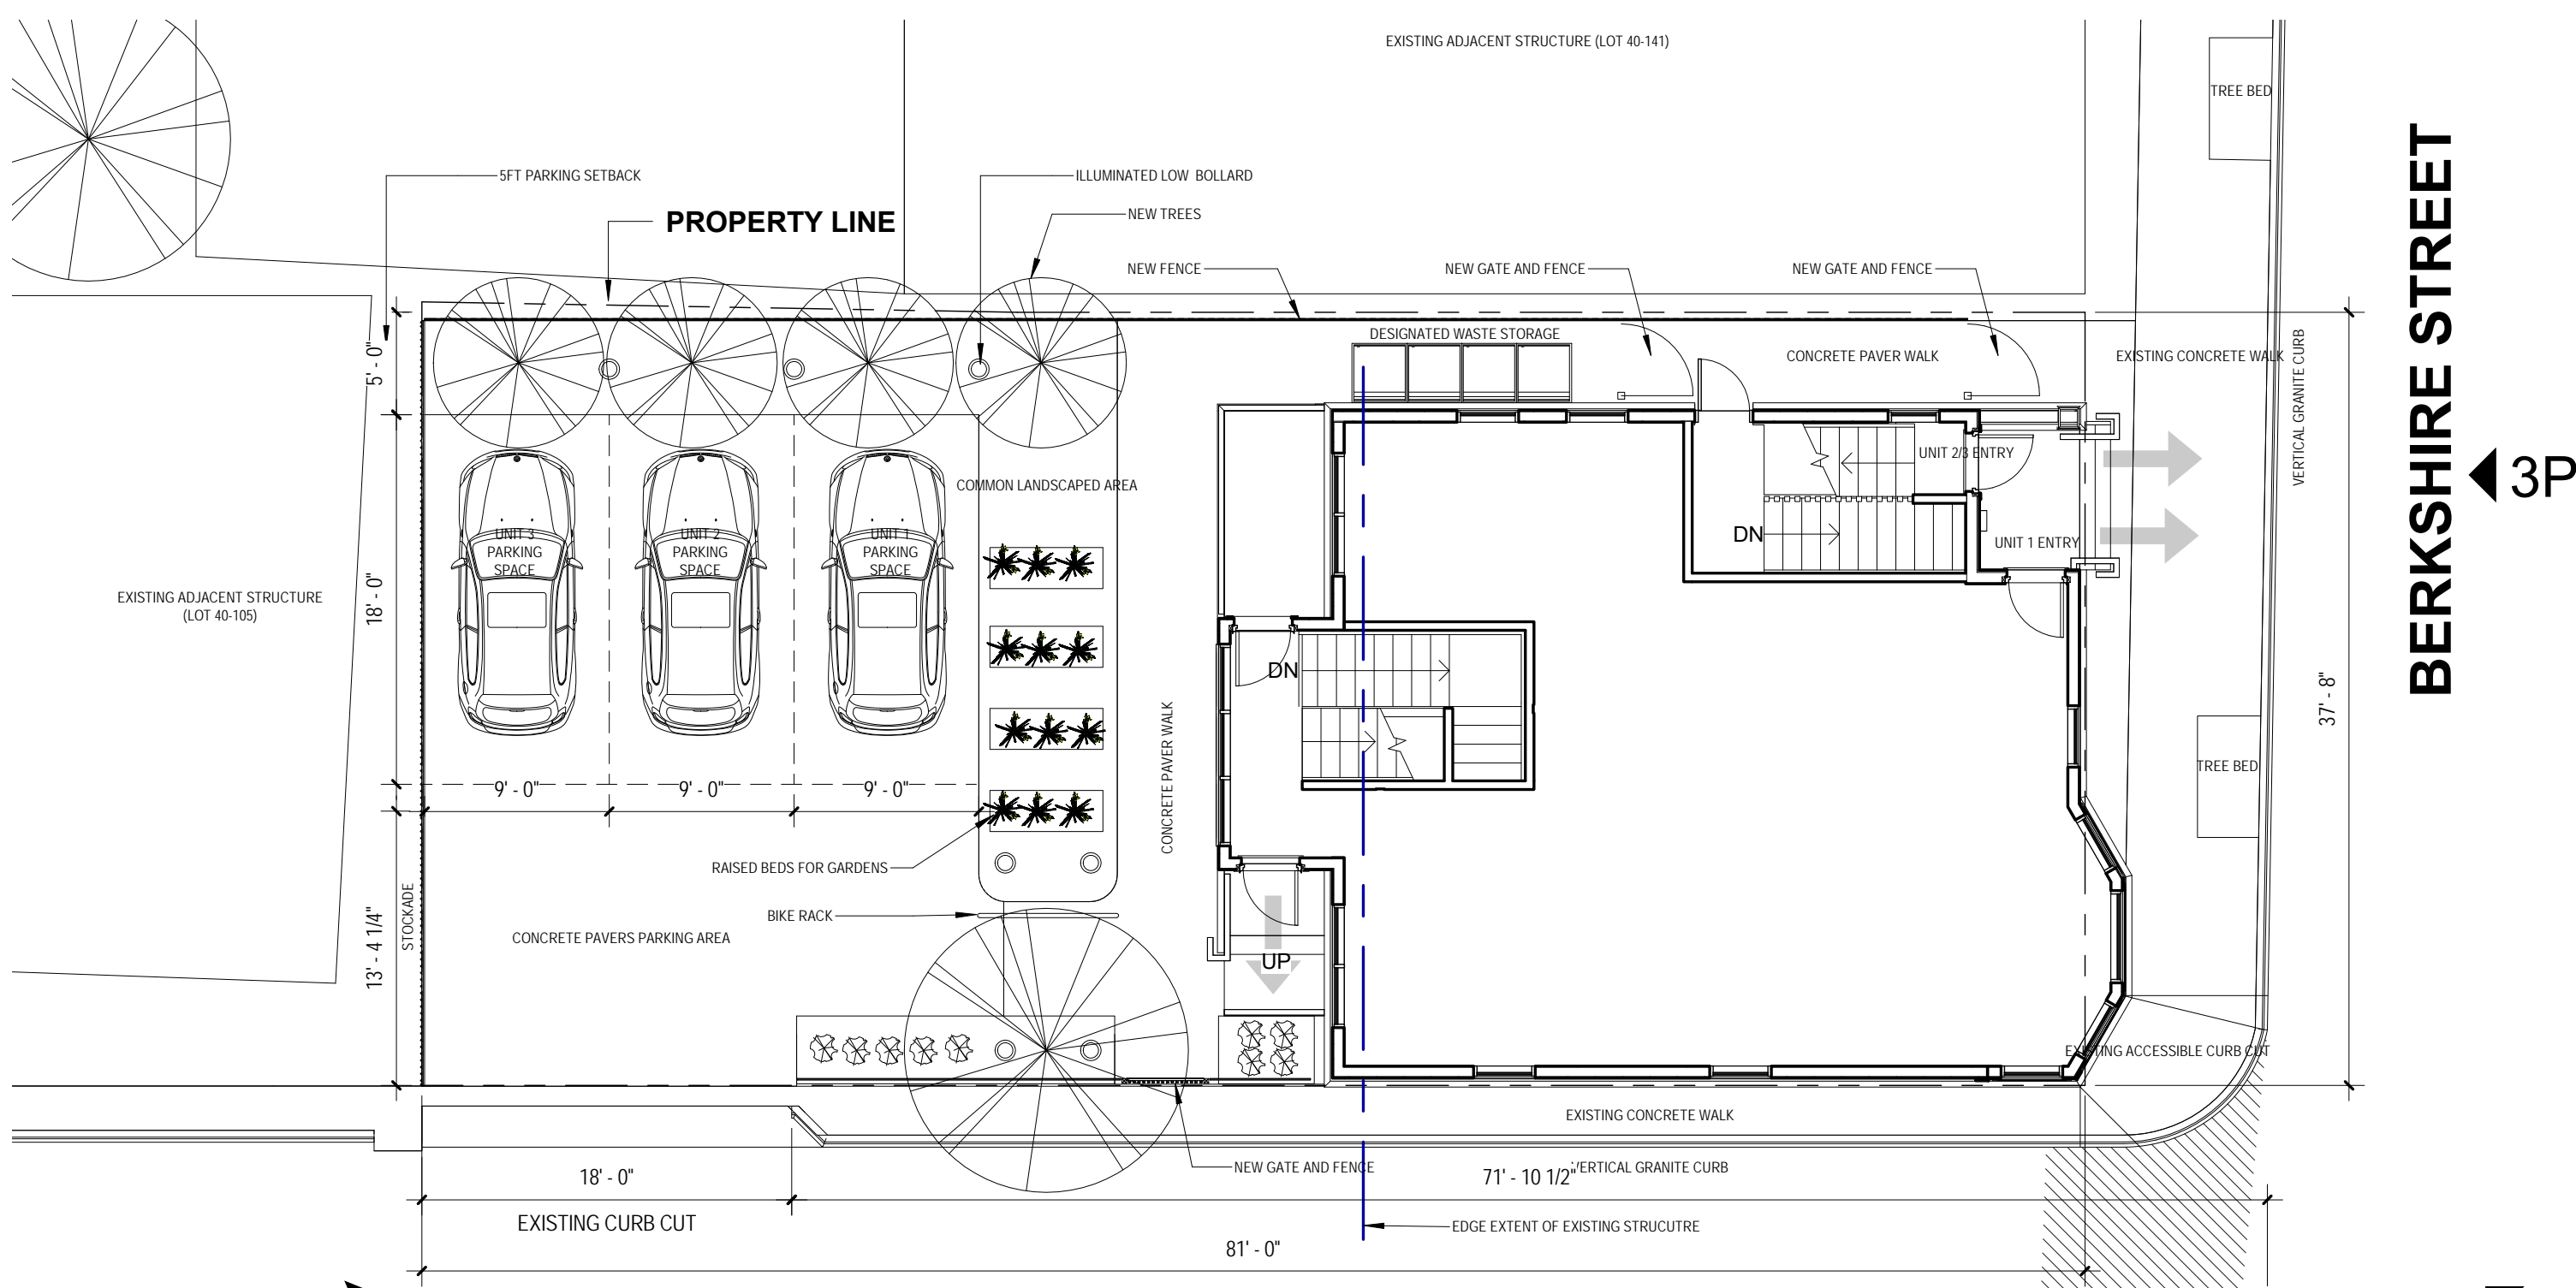 EXISTING ADJACENT STRUCTURE (LOT 40-141)
TREE BED
5FT PARKING SETBACK
ILLUMINATED LOW BOLLARD
NEW TREES
PROPERTY LINE
NEW FENCE
NEW GATE AND FENCE
NEW GATE AND FENCE
BERKSHIRE STREET
3P
DESIGNATED WASTE STORAGE
CONCRETE PAVER WALK
EXISTING CONCRETE WALK
VERTICAL GRANITE CURB
5' - 0"
UNIT 2/3 ENTRY
COMMON LANDSCAPED AREA
DN
UNIT 1 ENTRY
UNIT 3
PARKING
SPACE
UNIT 2
PARKING
SPACE
UNIT 1
PARKING
SPACE
EXISTING ADJACENT STRUCTURE
(LOT 40-105)
18' - 0"
DN
37' - 8"
TREE BED
CONCRETE PAVER WALK
9' - 0"
9' - 0"
9' - 0"
RAISED BEDS FOR GARDENS
BIKE RACK
STOCKADE
13' - 4 1/4"
CONCRETE PAVERS PARKING AREA
UP
EXISTING ACCESSIBLE CURB CUT
EXISTING CONCRETE WALK
NEW GATE AND FENCE
VERTICAL GRANITE CURB
18' - 0"
71' - 10 1/2"
EXISTING CURB CUT
EDGE EXTENT OF EXISTING STRUCUTRE
81' - 0"